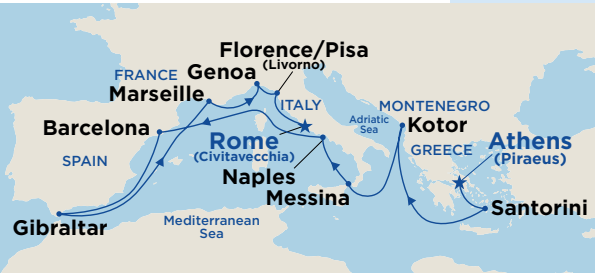 Florence/Pisa
(Livorno)
FRANCE
Genoa
Marseille
ITALY
MONTENEGRO
Barcelona
Adriatic
Sea
Kotor
Rome
(Civitavecchia)
GREECE
Athens
(Piraeus)
SPAIN
Naples
Messina
Santorini
Gibraltar
Mediterranean
Sea